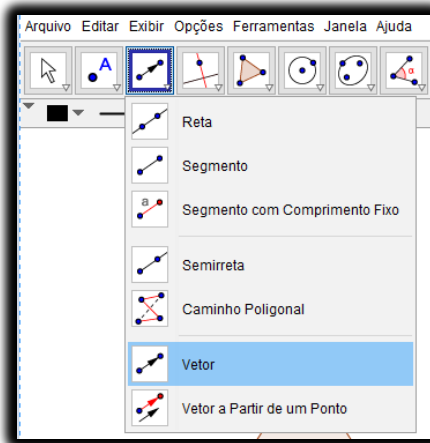 Arquivo Editar Exibir Opções Ferramentas Janela Ajuda
A
α
Reta
Segmento
a
Segmento com Comprimento Fixo
Semirreta
Caminho Poligonal
Vetor
Vetor a Partir de um Ponto